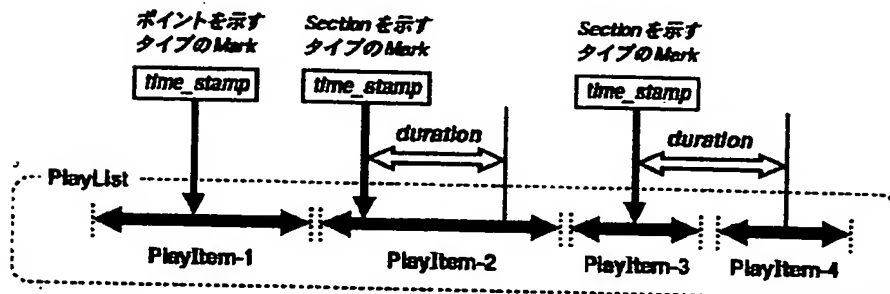 ポイントを示す
タイプのMark
time_stamp
Sectionを示す
タイプのMark
time_stamp
Sectionを示す
タイプのMark
time_stamp
duration
duration
PlayList
PlayItem-1
PlayItem-2
PlayItem-3
PlayItem-4